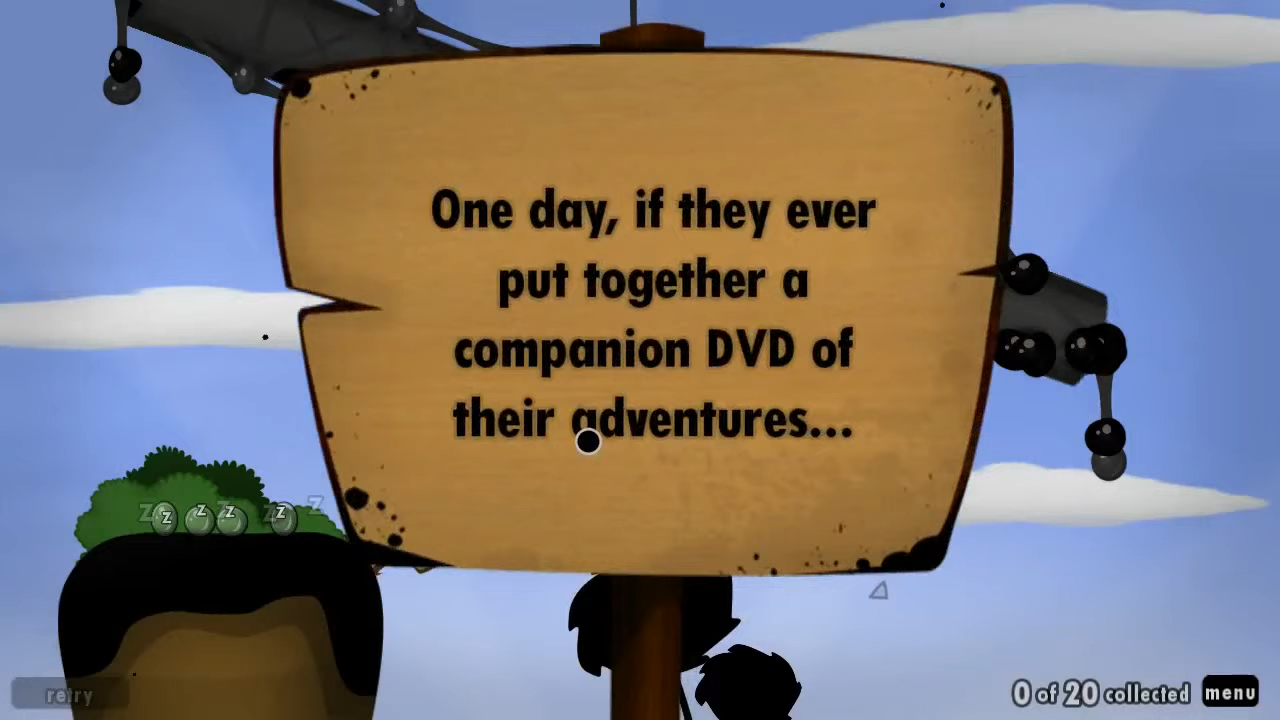 One day, if they ever
put together a
companion DVD of
their adventures...
z z z z z z z z
retry
0 of 20 collected menu